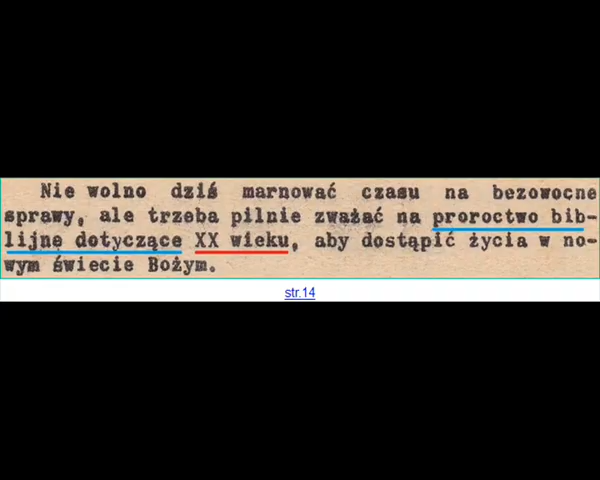 Nie wolno dziś marnować czasu na bezowocne
sprawy, ale trzeba pilnie zważać na proroctwo bib-
lijne dotyczące XX wieku, aby dostąpić życia w no-
wym świecie Bożym.
str.14